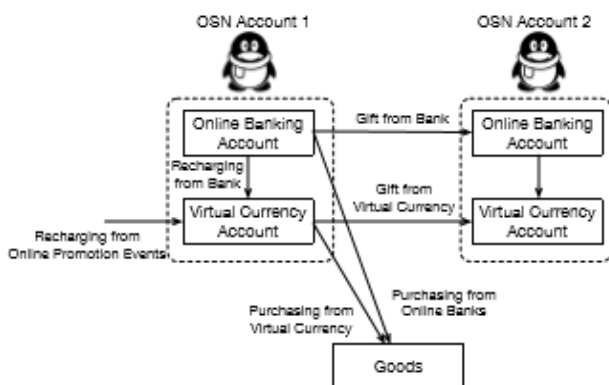 OSN Account 1
OSN Account 2
Online Banking
Account
Gift from Bank
Online Banking
Account
Recharging
from Bank
Virtual Currency
Account
Gift from
Virtual Currency
Virtual Currency
Account
Recharging from
Online Promotion Events
Purchasing from
Virtual Currency
Purchasing from
Online Banks
Goods